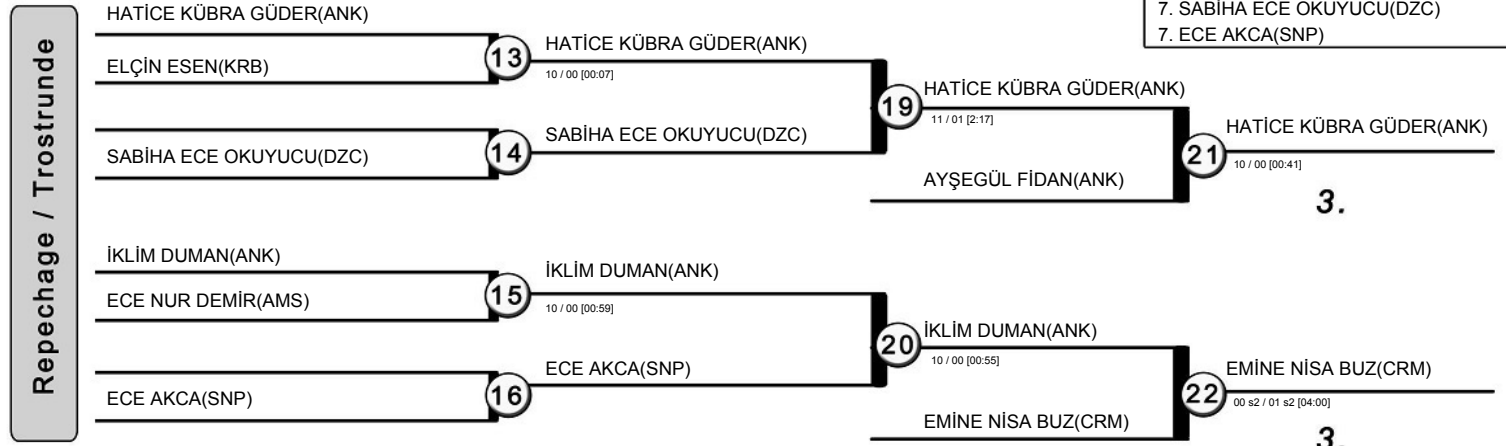 7. SABİHA ECE OKUYUCU(DZC)
7. ECE AKCA(SNP)
Repechage / Trostrunde
HATİCE KÜBRA GÜDER(ANK)
ELÇİN ESEN(KRB)
13
HATİCE KÜBRA GÜDER(ANK)
10 / 00 [00:07]
SABİHA ECE OKUYUCU(DZC)
14
SABİHA ECE OKUYUCU(DZC)
19
HATİCE KÜBRA GÜDER(ANK)
11 / 01 [2:17]
AYŞEGÜL FİDAN(ANK)
21
HATİCE KÜBRA GÜDER(ANK)
10 / 00 [00:41]
3.
İKLİM DUMAN(ANK)
ECE NUR DEMİR(AMS)
15
İKLİM DUMAN(ANK)
10 / 00 [00:59]
ECE AKCA(SNP)
16
ECE AKCA(SNP)
20
İKLİM DUMAN(ANK)
10 / 00 [00:55]
EMİNE NİSA BUZ(CRM)
22
EMİNE NİSA BUZ(CRM)
00 s2 / 01 s2 [04:00]
3.